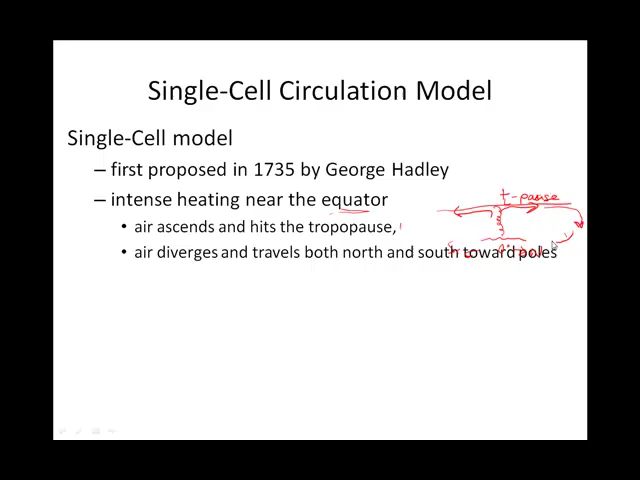 Single-Cell Circulation Model
Single-Cell model
– first proposed in 1735 by George Hadley
– intense heating near the equator
t-pause
• air ascends and hits the tropopause,
• air diverges and travels both north and south toward poles